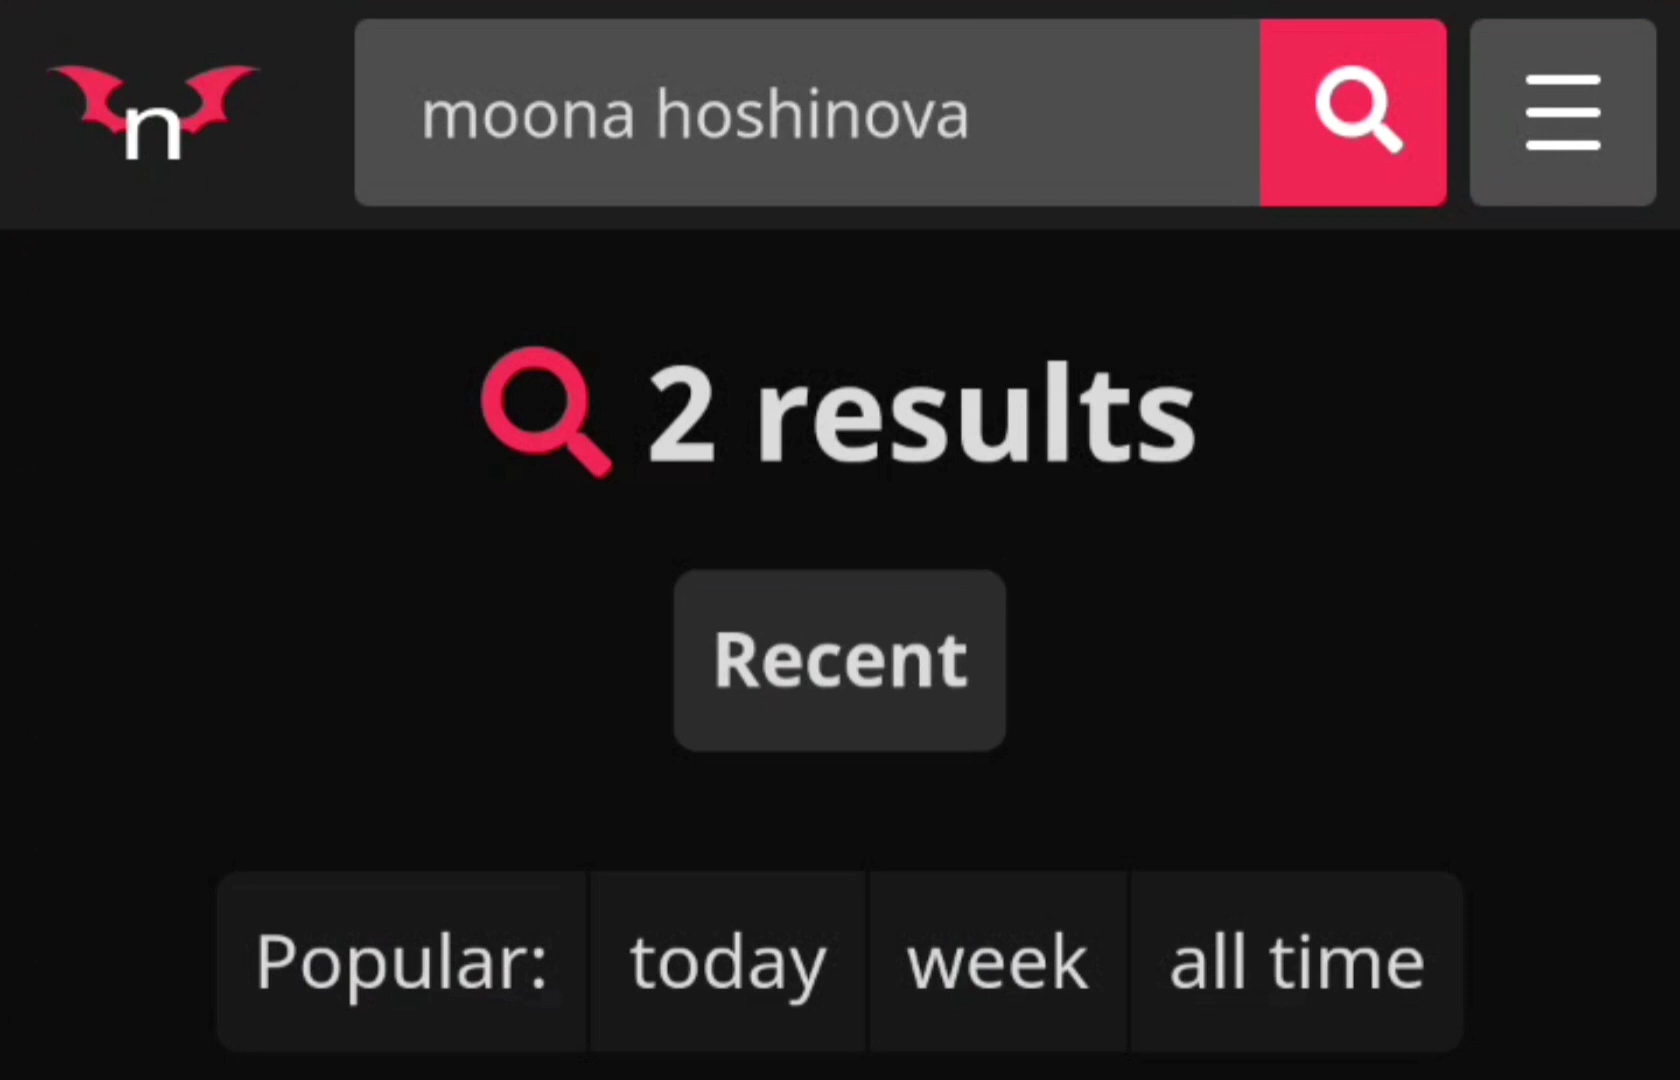 n
moona hoshinova
2 results
Recent
Popular: today week all time